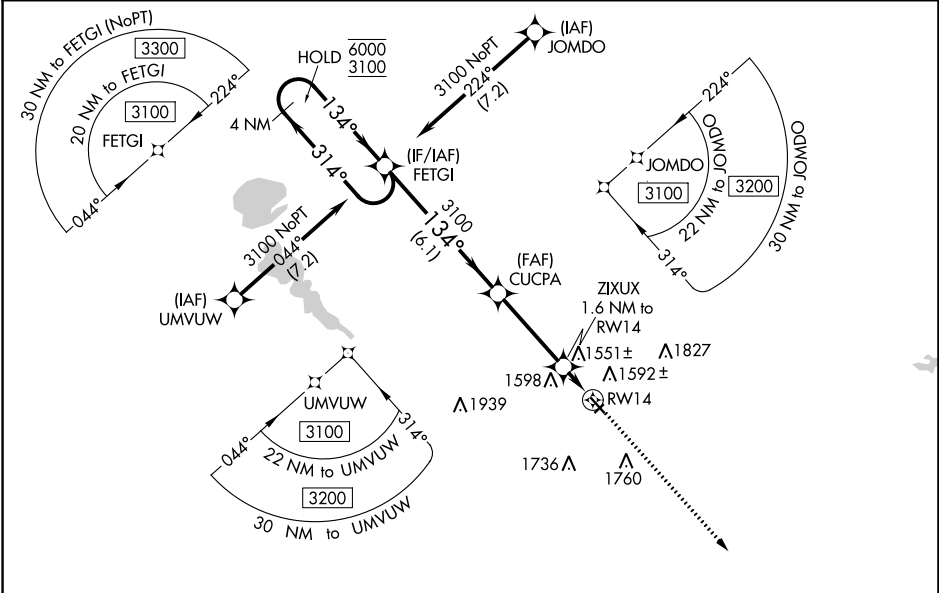 30 NM to FETGI (NoPT)
3300
20 NM to FETGI
3100
FETGI
224°
044°
HOLD
6000
3100
4 NM
134°
314°
(IAF)
JOMDO
3100 NoPT
224°
(7.2)
(IF/IAF)
FETGI
3100 NoPT
044°
(7.2)
(IAF)
UMVUW
3100
134°
(6.1)
(FAF)
CUCPA
224°
JOMDO
3100
22 NM to JOMDO
3200
30 NM to JOMDO
314°
ZIXUX
1.6 NM to
RW14
1551±
1827
1598
1592±
RW14
1939
1736
1760
UMVUW
3100
044°
314°
22 NM to UMVUW
3200
30 NM to UMVUW